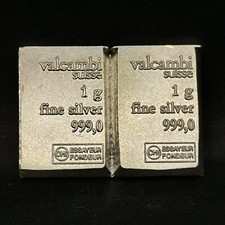 valcambi
suisse
1 g
fine silver
999,0
ESSAYEUR
FONDEUR
valcambi
suisse
1 g
fine silver
999,0
ESSAYEUR
FONDEUR